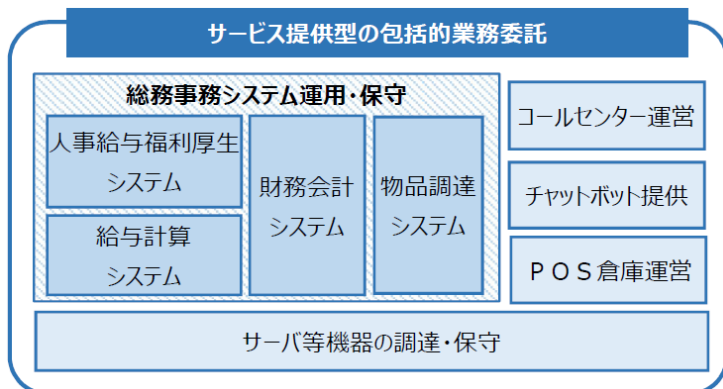 サービス提供型の包括的業務委託
総務事務システム運用・保守
人事給与福利厚生
システム
給与計算
システム
財務会計
システム
物品調達
システム
コールセンター運営
チャットボット提供
ＰＯＳ倉庫運営
サーバ等機器の調達・保守